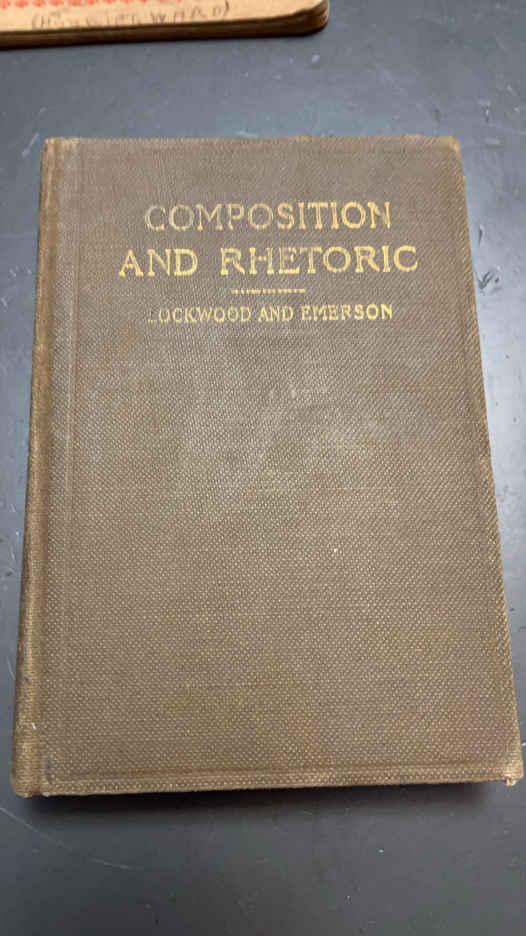 COMPOSITION
AND RHETORIC
LOCKWOOD AND EMERSON